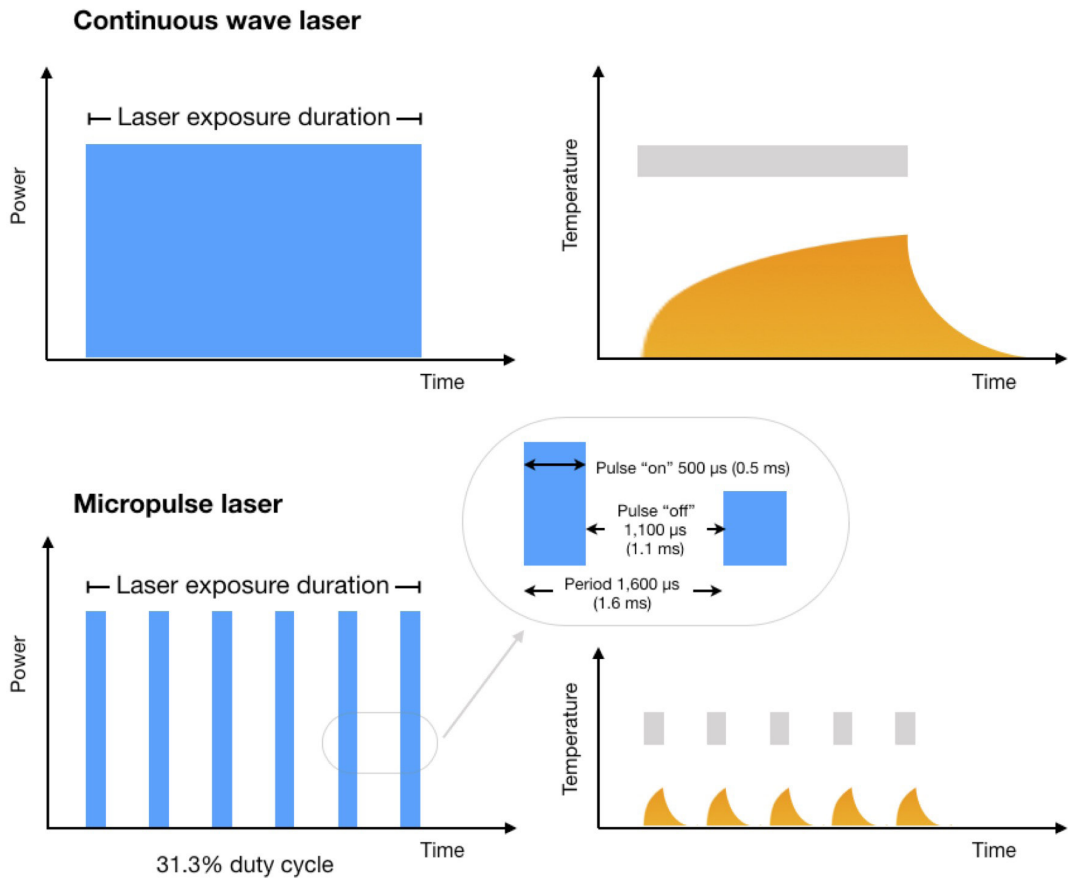 Continuous wave laser
Laser exposure duration
Power
Time
Temperature
Time
Pulse “on” 500 µs (0.5 ms)
Pulse “off”
1,100 µs
(1.1 ms)
Period 1,600 µs
(1.6 ms)
Micropulse laser
Laser exposure duration
Power
Time
31.3% duty cycle
Temperature
Time